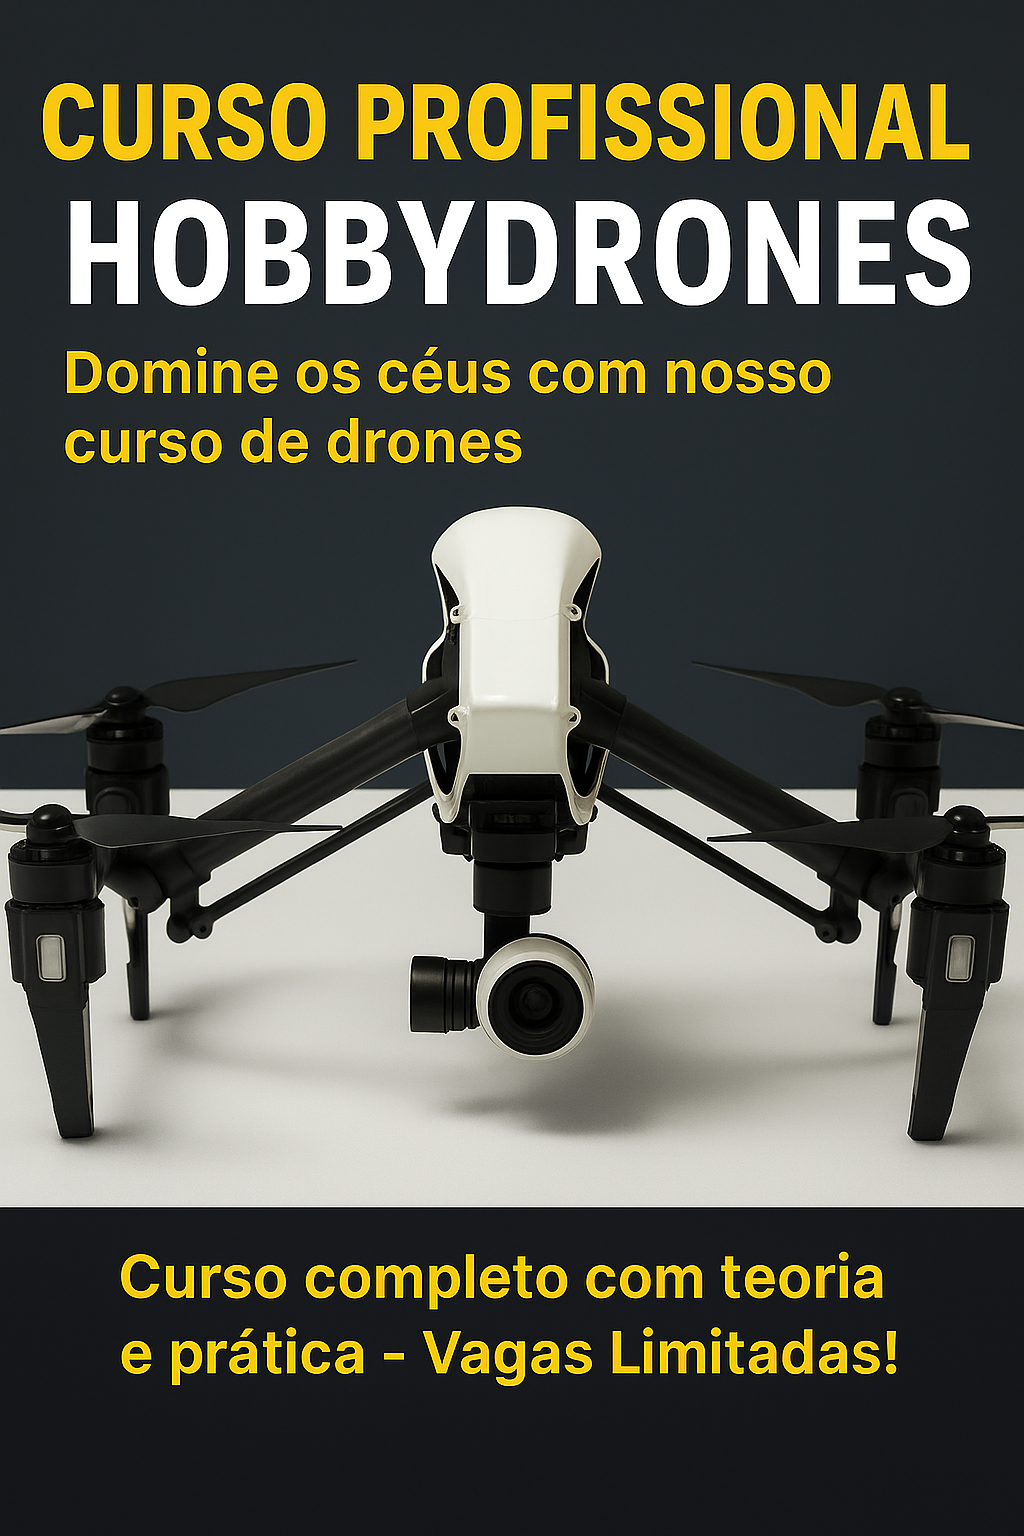 CURSO PROFISSIONAL
HOBBYDRONES
Domine os céus com nosso
curso de drones
Curso completo com teoria
e prática - Vagas Limitadas!